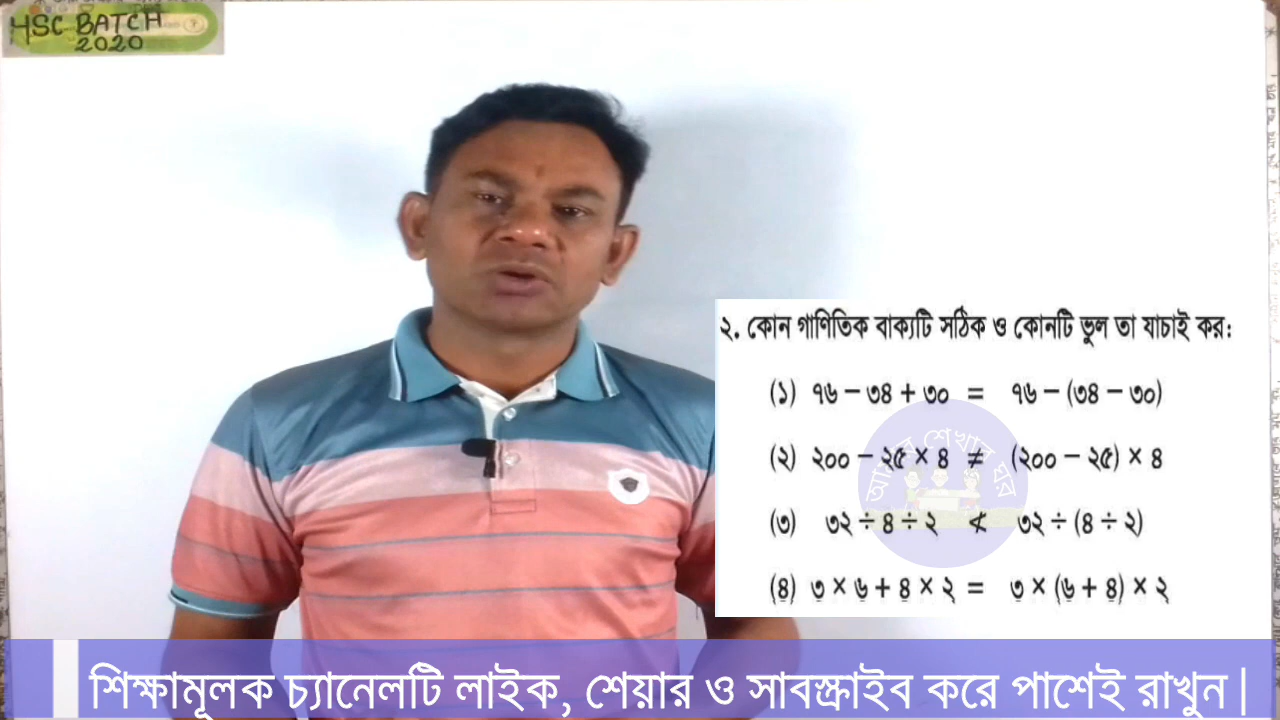 HSC BATCH
2020
২. কোন গাণিতিক বাক্যটি সঠিক ও কোনটি ভুল তা যাচাই কর:
(১) ৭৬ – ৩৪ + ৩০ = ৭৬ – (৩৪ – ৩০)
(২) ২০০ – ২৫ × ৪ ≠ (২০০ – ২৫) × ৪
(৩) ৩২ ÷ ৪ ÷ ২ ≮ ৩২ ÷ (৪ ÷ ২)
(৪) ৩ × ৬ + ৪ × ২ = ৩ × (৬ + ৪) × ২
আমার শেখার ঘর
শিক্ষামূলক চ্যানেলটি লাইক, শেয়ার ও সাবস্ক্রাইব করে পাশেই রাখুন |